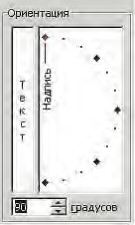 Ориентация
Текст
Надпись
90 градусов